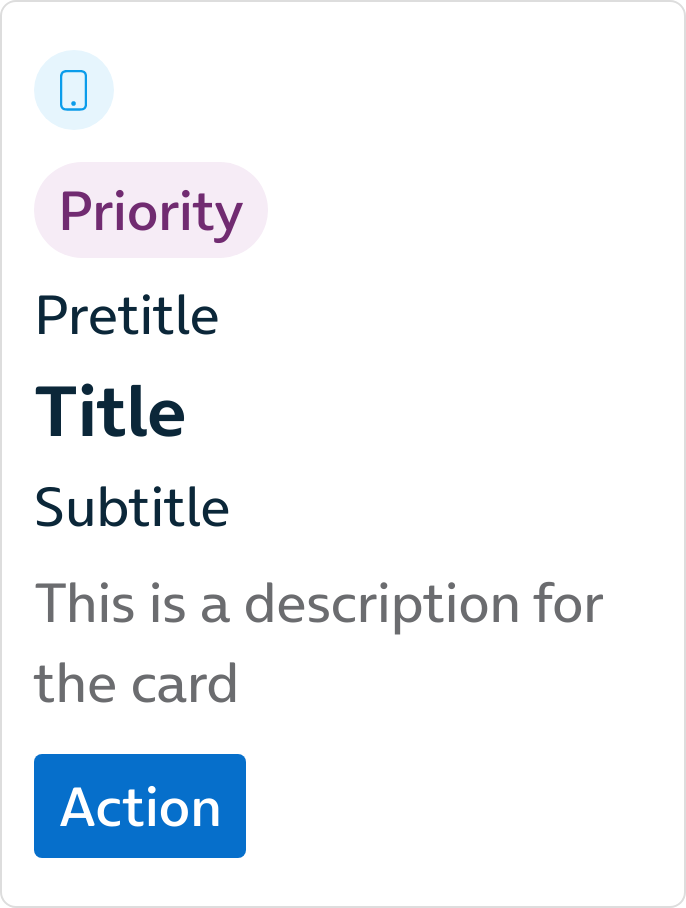 Priority
Pretitle
Title
Subtitle
This is a description for
the card
Action